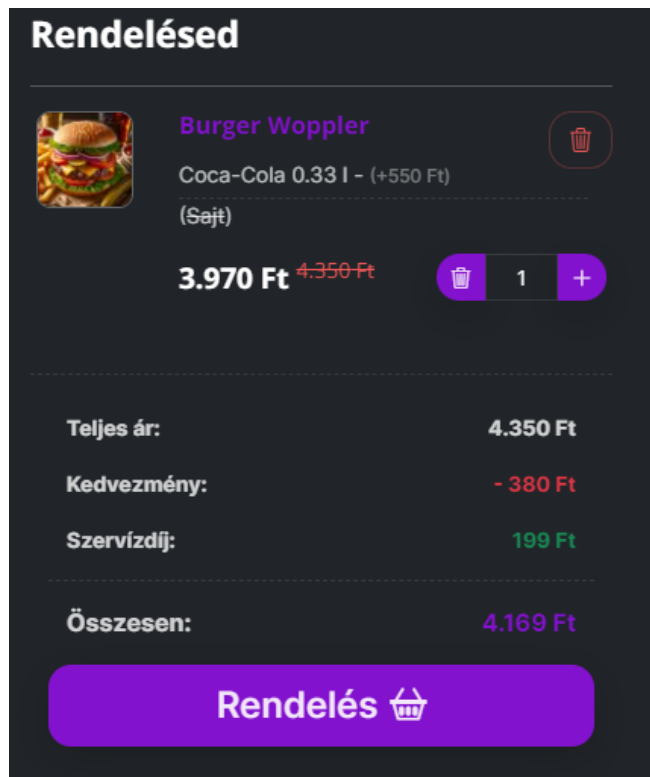 Rendelésed
Burger Woppler
Coca-Cola 0.33 l - (+550 Ft)
(Sajt)
3.970 Ft 4.350 Ft
1 +
Teljes ár: 4.350 Ft
Kedvezmény: - 380 Ft
Szervízdíj: 199 Ft
Összesen: 4.169 Ft
Rendelés